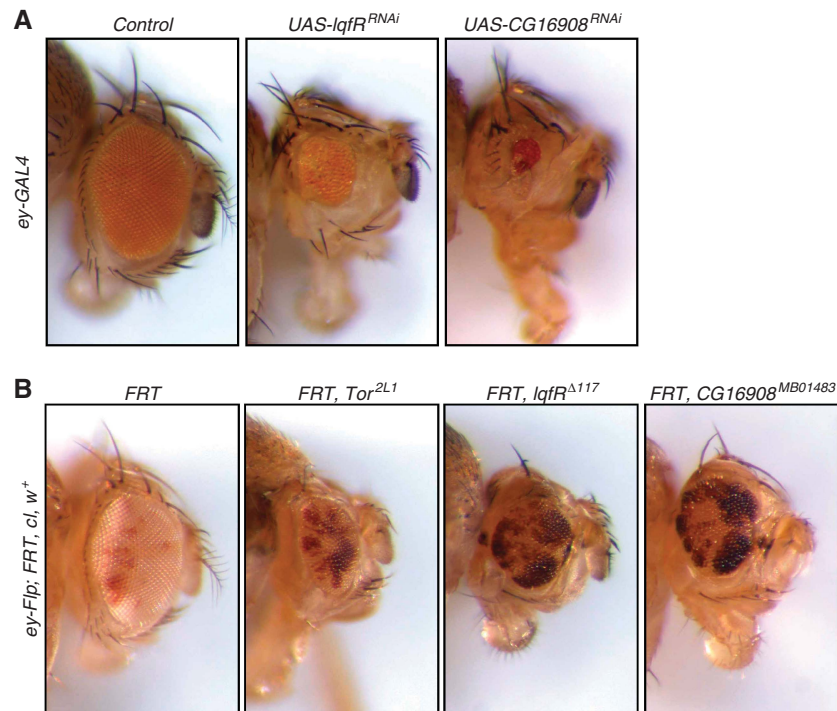 A
Control
UAS-lqfR^RNAi
UAS-CG16908^RNAi
ey-GAL4
B
FRT
FRT, Tor^2L1
FRT, lqfR^Δ117
FRT, CG16908^MB01483
ey-Flp; FRT, cl, w^+